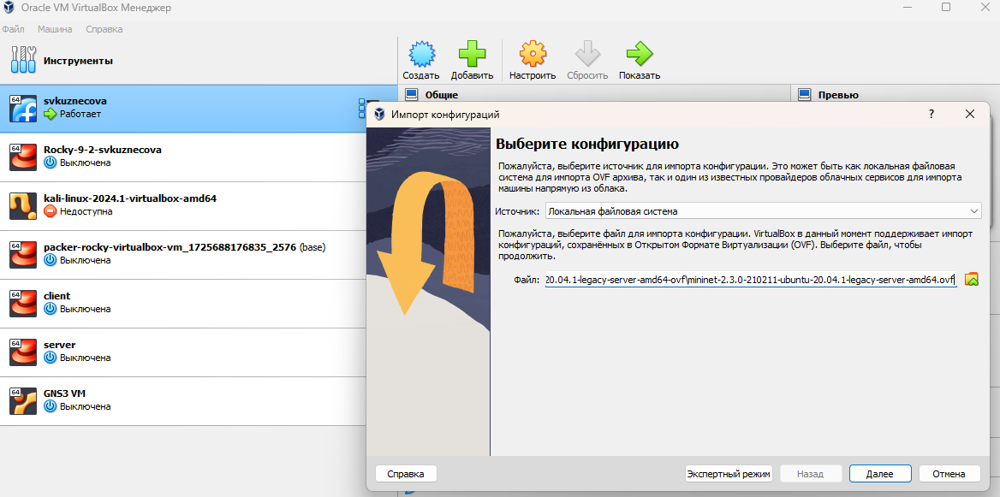 Oracle VM VirtualBox Менеджер
Файл Машина Справка
Инструменты
Создать Добавить Настроить Сбросить Показать
Общие
Превью
64
svkuznecova
Работает
64
Rocky-9-2-svkuznecova
Выключена
kali-linux-2024.1-virtualbox-amd64
Недоступна
64
packer-rocky-virtualbox-vm_1725688176835_2576 (base)
Выключена
64
client
Выключена
64
server
Выключена
64
GNS3 VM
Выключена
Импорт конфигураций
?
Выберите конфигурацию
Пожалуйста, выберите источник для импорта конфигурации. Это может быть как локальная файловая
система для импорта OVF архива, так и один из известных провайдеров облачных сервисов для импорта
машины напрямую из облака.
Источник: Локальная файловая система
Пожалуйста, выберите файл для импорта конфигурации. VirtualBox в данный момент поддерживает импорт
конфигураций, сохранённых в Открытом Формате Виртуализации (OVF). Выберите файл, чтобы
продолжить.
Файл: 20.04.1-legacy-server-amd64-ovf\mininet-2.3.0-210211-ubuntu-20.04.1-legacy-server-amd64.ovf
Справка Экспертный режим Назад Далее Отмена